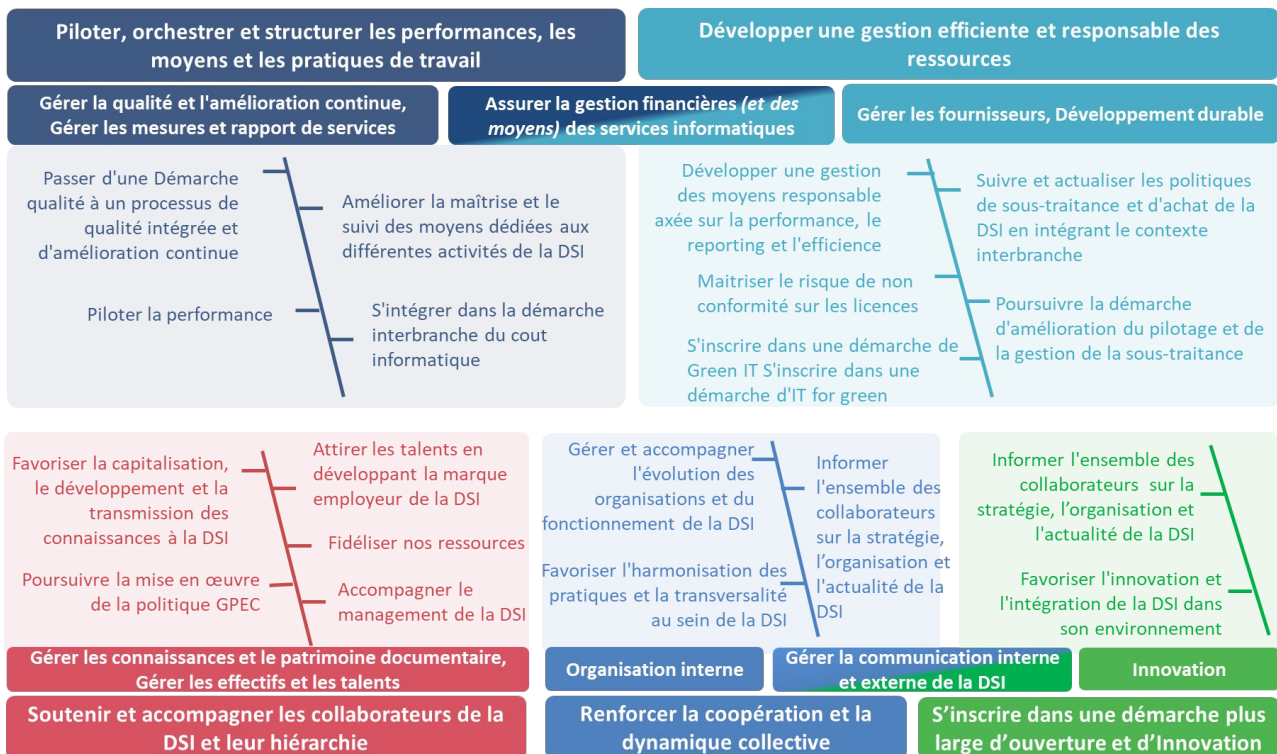 Piloter, orchestrer et structurer les performances, les
moyens et les pratiques de travail
Développer une gestion efficiente et responsable des
ressources
Gérer la qualité et l'amélioration continue,
Gérer les mesures et rapport de services
Assurer la gestion financières (et des
moyens) des services informatiques
Gérer les fournisseurs, Développement durable
Passer d'une Démarche
qualité à un processus de
qualité intégrée et
d'amélioration continue
Améliorer la maîtrise et le
suivi des moyens dédiées aux
différentes activités de la DSI
Piloter la performance
S'intégrer dans la démarche
interbranche du cout
informatique
Développer une gestion
des moyens responsable
axée sur la performance, le
reporting et l'efficience
Suivre et actualiser les politiques
de sous-traitance et d'achat de la
DSI en intégrant le contexte
interbranche
Maitriser le risque de non
conformité sur les licences
Poursuivre la démarche
d'amélioration du pilotage et de
la gestion de la sous-traitance
S'inscrire dans une démarche de
Green IT S'inscrire dans une
démarche d'IT for green
Favoriser la capitalisation,
le développement et la
transmission des
connaissances à la DSI
Attirer les talents en
développant la marque
employeur de la DSI
Fidéliser nos ressources
Poursuivre la mise en œuvre
de la politique GPEC
Accompagner le
management de la DSI
Gérer et accompagner
l'évolution des
organisations et du
fonctionnement de la DSI
Informer
l'ensemble des
collaborateurs
sur la stratégie,
l’organisation et
l'actualité de la
DSI
Favoriser l'harmonisation des
pratiques et la transversalité
au sein de la DSI
Informer l'ensemble des
collaborateurs sur la
stratégie, l’organisation et
l'actualité de la DSI
Favoriser l'innovation et
l'intégration de la DSI dans
son environnement
Gérer les connaissances et le patrimoine documentaire,
Gérer les effectifs et les talents
Organisation interne
Gérer la communication interne
et externe de la DSI
Innovation
Soutenir et accompagner les collaborateurs de la
DSI et leur hiérarchie
Renforcer la coopération et la
dynamique collective
S’inscrire dans une démarche plus
large d’ouverture et d’Innovation